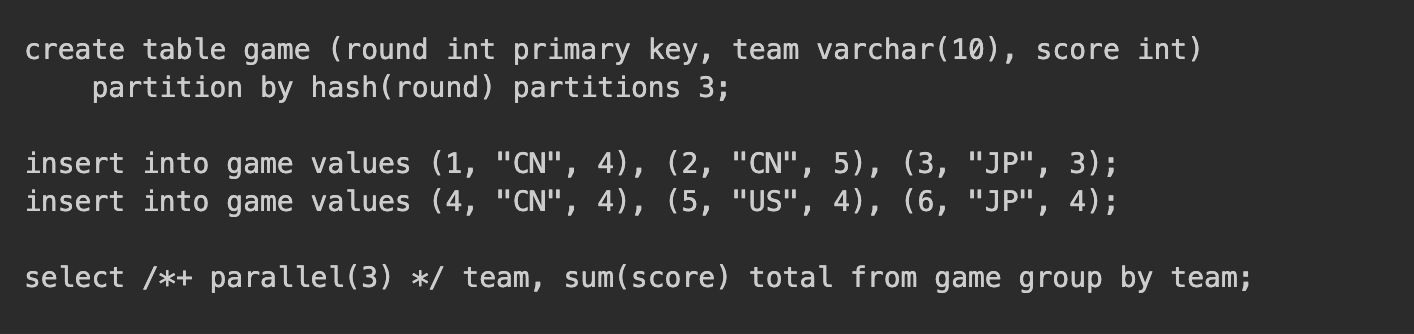 create table game (round int primary key, team varchar(10), score int)
    partition by hash(round) partitions 3;
insert into game values (1, "CN", 4), (2, "CN", 5), (3, "JP", 3);
insert into game values (4, "CN", 4), (5, "US", 4), (6, "JP", 4);
select /*+ parallel(3) */ team, sum(score) total from game group by team;